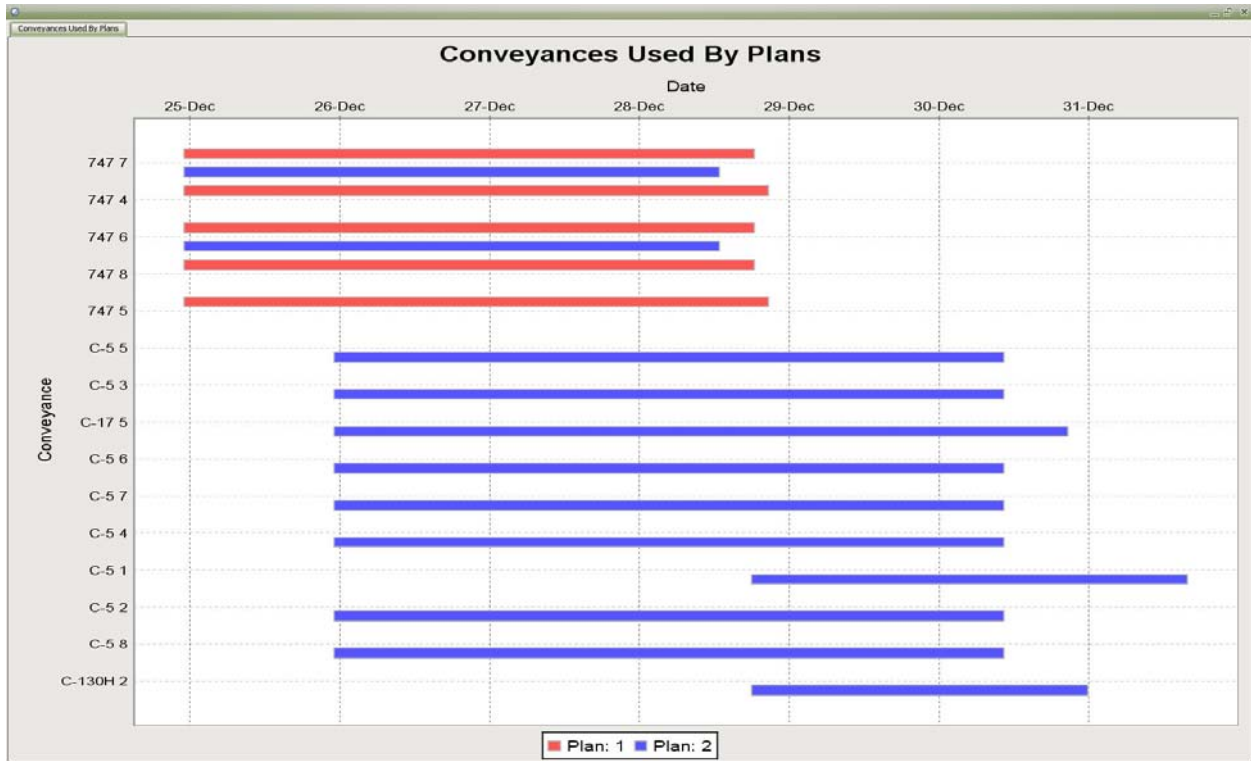 Conveyances Used By Plans
Conveyances Used By Plans
Date
25-Dec 26-Dec 27-Dec 28-Dec 29-Dec 30-Dec 31-Dec
Conveyance
747 7
747 4
747 6
747 8
747 5
C-5 5
C-5 3
C-17 5
C-5 6
C-5 7
C-5 4
C-5 1
C-5 2
C-5 8
C-130H 2
Plan: 1 Plan: 2